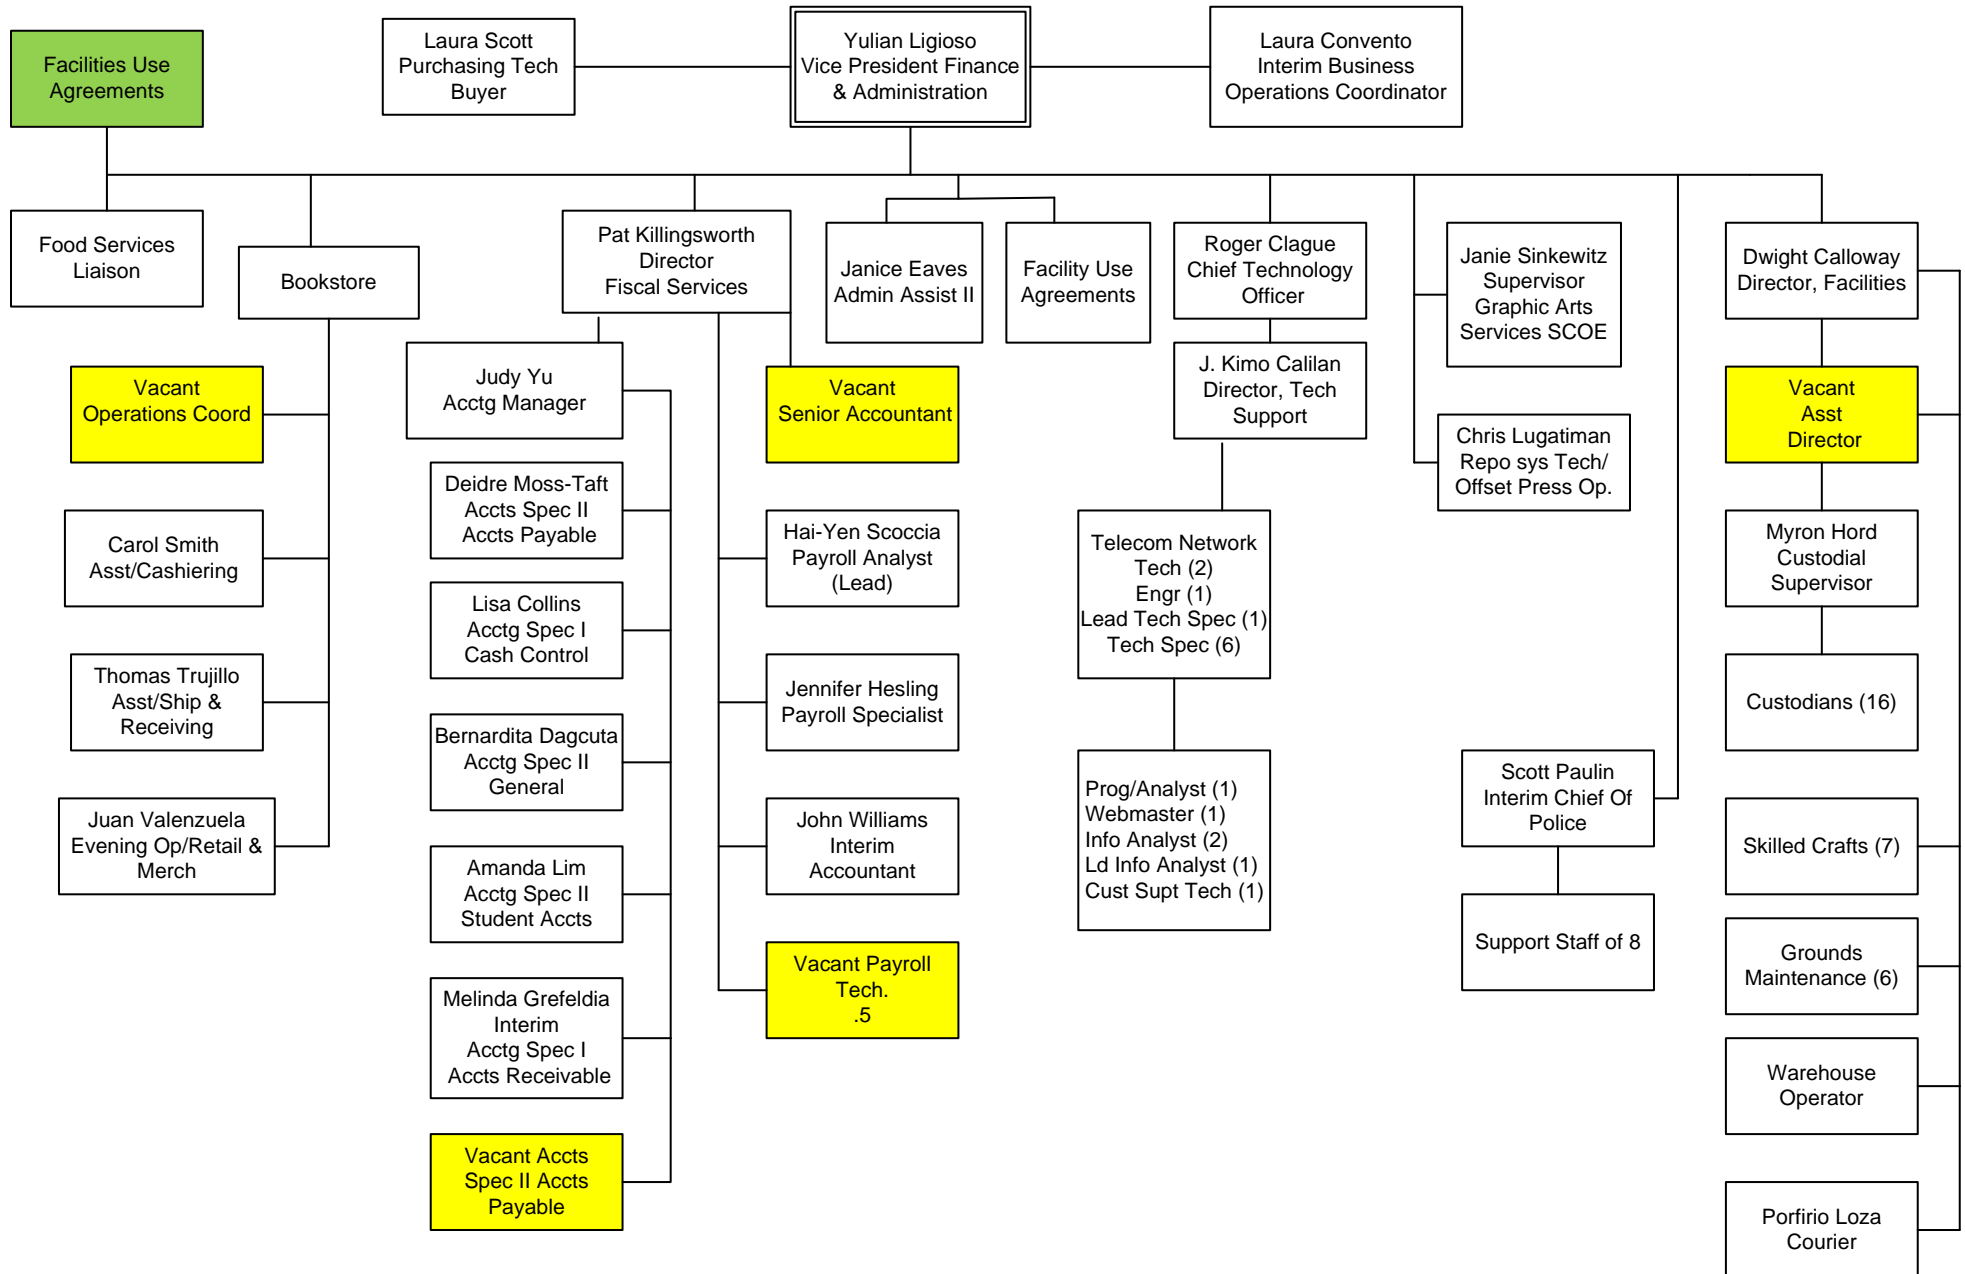 Facilities Use
Agreements
Laura Scott
Purchasing Tech
Buyer
Yulian Ligioso
Vice President Finance
& Administration
Laura Convento
Interim Business
Operations Coordinator
Food Services
Liaison
Bookstore
Pat Killingsworth
Director
Fiscal Services
Janice Eaves
Admin Assist II
Facility Use
Agreements
Roger Clague
Chief Technology
Officer
Janie Sinkewitz
Supervisor
Graphic Arts
Services SCOE
Dwight Calloway
Director, Facilities
Vacant
Operations Coord
Carol Smith
Asst/Cashiering
Thomas Trujillo
Asst/Ship &
Receiving
Juan Valenzuela
Evening Op/Retail &
Merch
Judy Yu
Acctg Manager
Deidre Moss-Taft
Accts Spec II
Accts Payable
Lisa Collins
Acctg Spec I
Cash Control
Bernardita Dagcuta
Acctg Spec II
General
Amanda Lim
Acctg Spec II
Student Accts
Melinda Grefeldia
Interim
Acctg Spec I
Accts Receivable
Vacant Accts
Spec II Accts
Payable
Vacant
Senior Accountant
Hai-Yen Scoccia
Payroll Analyst
(Lead)
Jennifer Hesling
Payroll Specialist
John Williams
Interim
Accountant
Vacant Payroll
Tech.
.5
J. Kimo Calilan
Director, Tech
Support
Telecom Network
Tech (2)
Engr (1)
Lead Tech Spec (1)
Tech Spec (6)
Prog/Analyst (1)
Webmaster (1)
Info Analyst (2)
Ld Info Analyst (1)
Cust Supt Tech (1)
Chris Lugatiman
Repo sys Tech/
Offset Press Op.
Scott Paulin
Interim Chief Of
Police
Support Staff of 8
Vacant
Asst
Director
Myron Hord
Custodial
Supervisor
Custodians (16)
Skilled Crafts (7)
Grounds
Maintenance (6)
Warehouse
Operator
Porfirio Loza
Courier